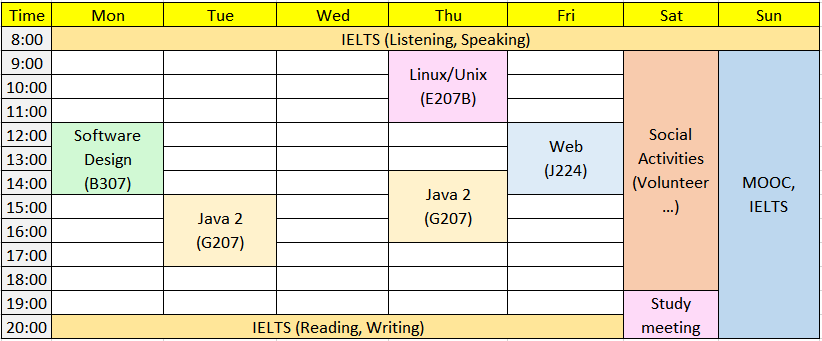 Time Mon Tue Wed Thu Fri Sat Sun
8:00 IELTS (Listening, Speaking)
9:00
10:00
11:00
12:00
13:00
14:00
15:00
16:00
17:00
18:00
19:00
20:00 IELTS (Reading, Writing)
Software
Design
(B307)
Java 2
(G207)
Linux/Unix
(E207B)
Java 2
(G207)
Web
(J224)
Social
Activities
(Volunteer
...)
Study
meeting
MOOC,
IELTS